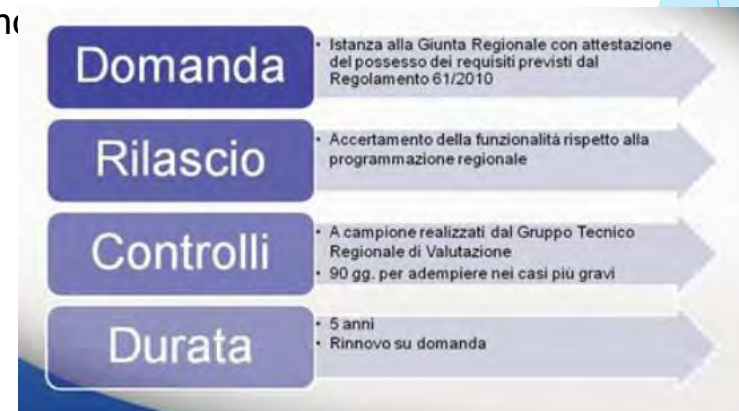 Domanda
• Istanza alla Giunta Regionale con attestazione
del possesso dei requisiti previsti dal
Regolamento 61/2010
Rilascio
• Accertamento della funzionalità rispetto alla
programmazione regionale
Controlli
• A campione realizzati dal Gruppo Tecnico
Regionale di Valutazione
• 90 gg. per adempiere nei casi più gravi
Durata
• 5 anni
• Rinnovo su domanda